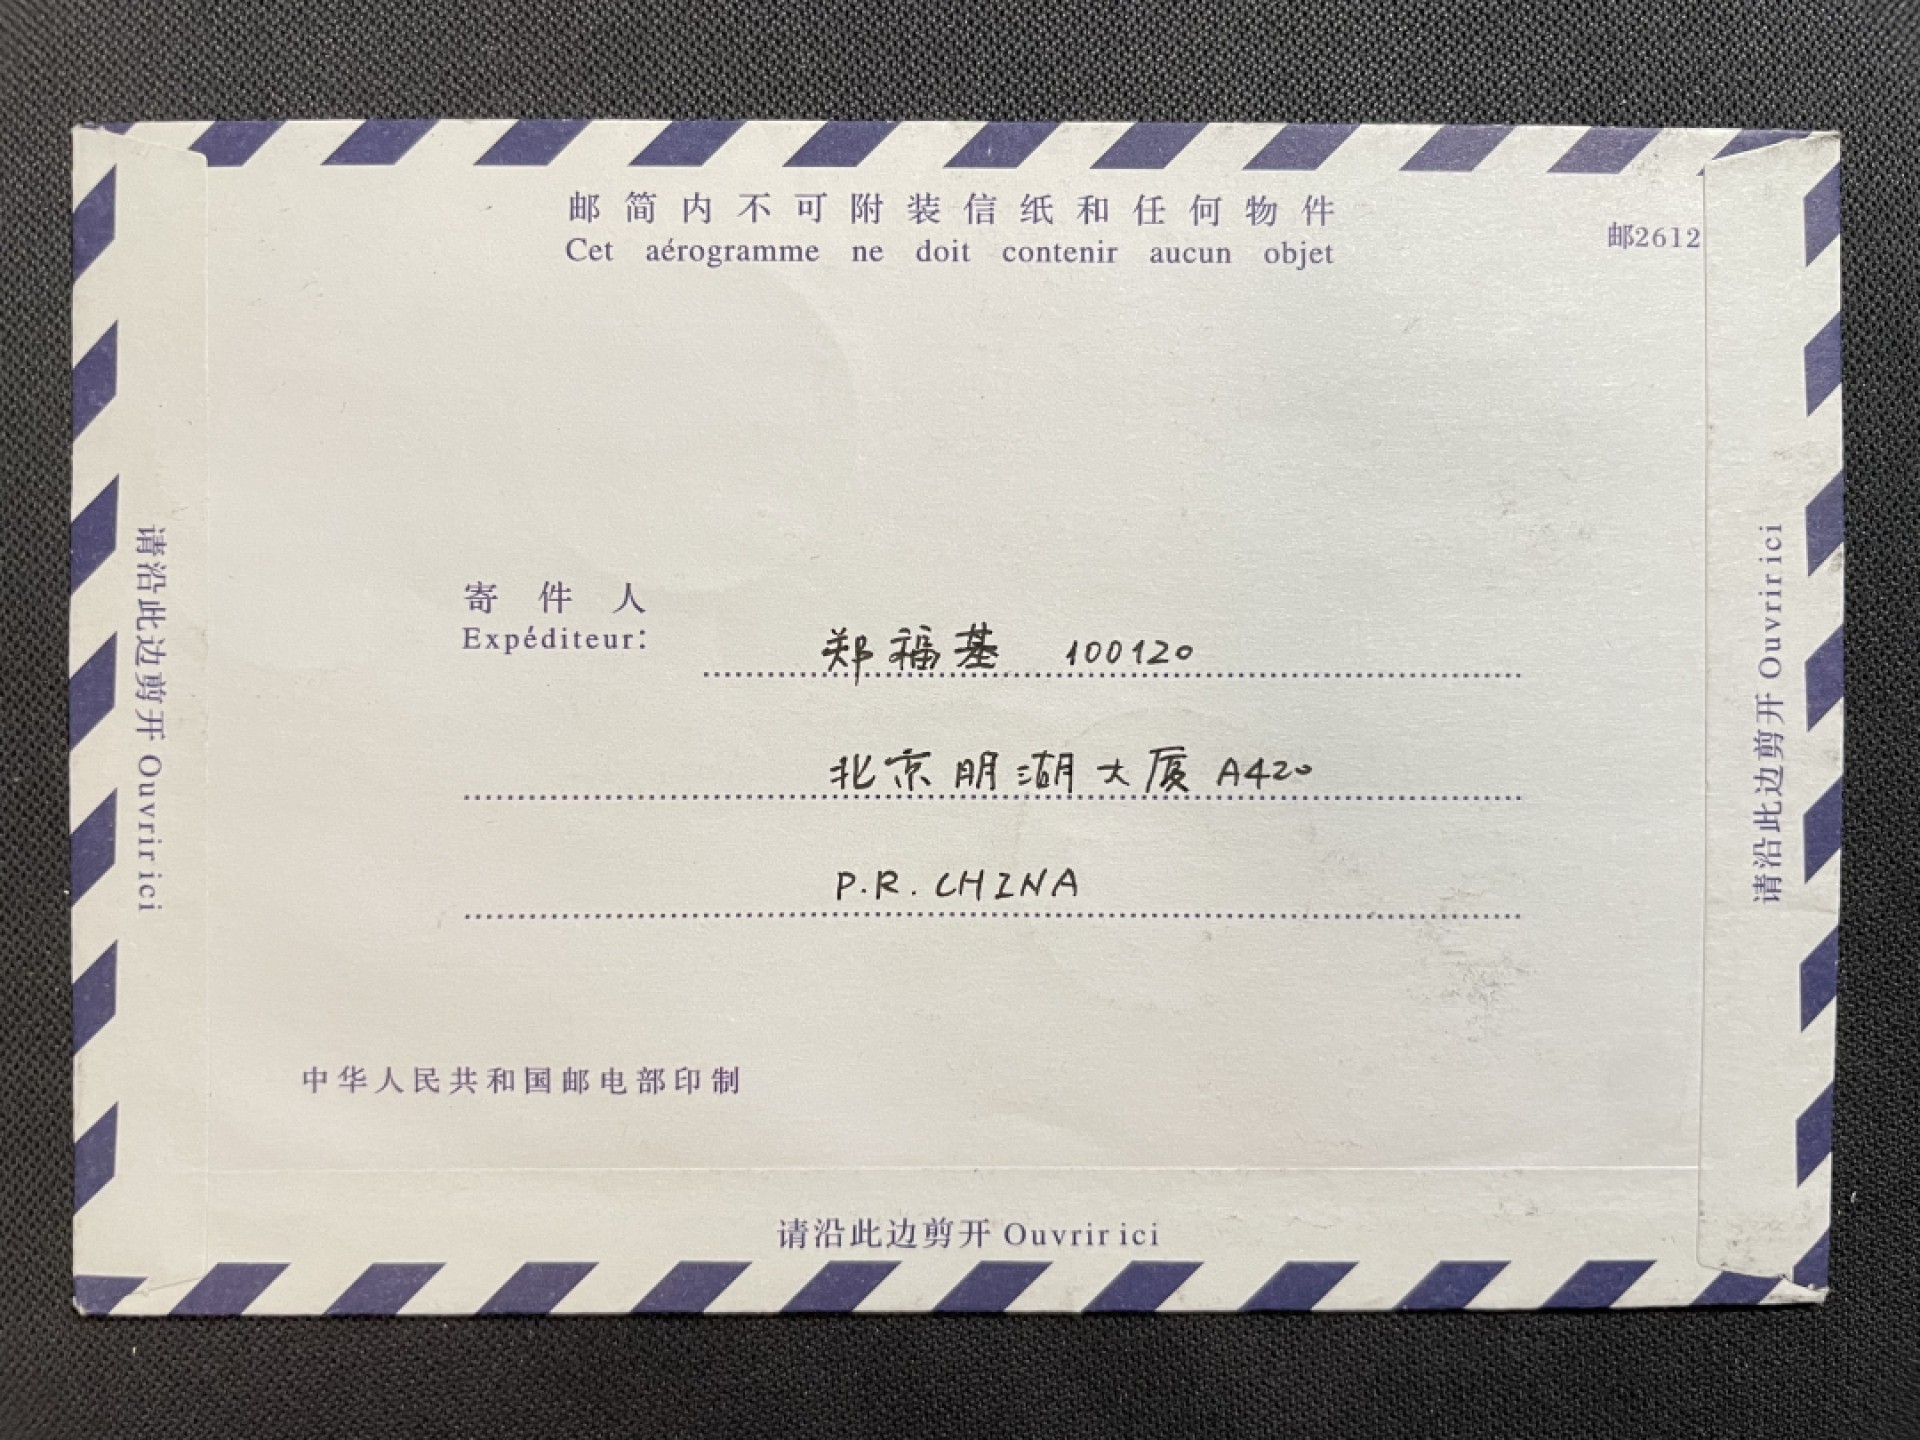 邮简内不可附装信纸和任何物件
Cet aérogramme ne doit contenir aucun objet
邮2612
请沿此边剪开 Ouvrir ici
寄件人
Expéditeur:
郑福基 100120
北京明湖大厦 A420
P.R. CHINA
请沿此边剪开 Ouvrir ici
中华人民共和国邮电部印制
请沿此边剪开 Ouvrir ici